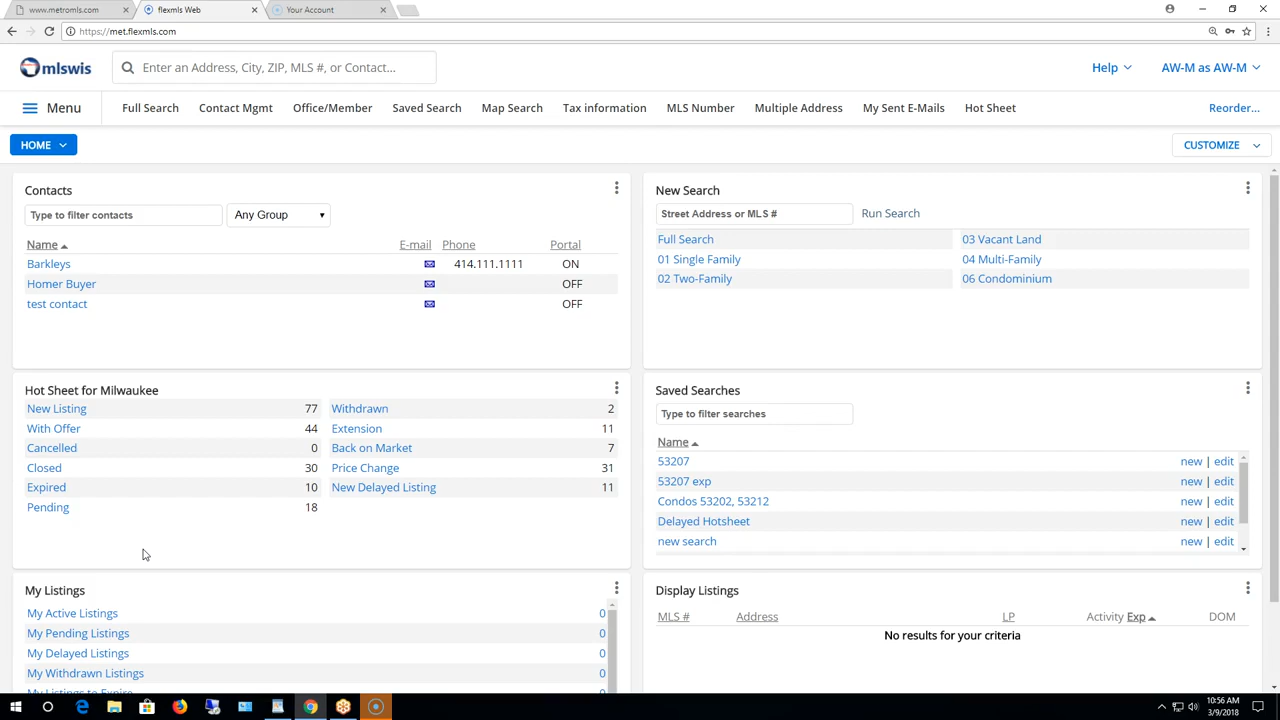 www.metromls.com
flexmls Web
Your Account
https://met.flexmls.com
mlswis
Enter an Address, City, ZIP, MLS #, or Contact...
Help
AW-M as AW-M
Menu
Full Search
Contact Mgmt
Office/Member
Saved Search
Map Search
Tax information
MLS Number
Multiple Address
My Sent E-Mails
Hot Sheet
Reorder...
HOME
CUSTOMIZE
Contacts
Type to filter contacts
Any Group
Name E-mail Phone Portal
Barkleys 414.111.1111 ON
Homer Buyer OFF
test contact OFF
New Search
Street Address or MLS #
Run Search
Full Search 03 Vacant Land
01 Single Family 04 Multi-Family
02 Two-Family 06 Condominium
Hot Sheet for Milwaukee
New Listing 77 Withdrawn 2
With Offer 44 Extension 11
Cancelled 0 Back on Market 7
Closed 30 Price Change 31
Expired 10 New Delayed Listing 11
Pending 18
Saved Searches
Type to filter searches
Name
53207 new | edit
53207 exp new | edit
Condos 53202, 53212 new | edit
Delayed Hotsheet new | edit
new search new | edit
My Listings
My Active Listings 0
My Pending Listings 0
My Delayed Listings 0
My Withdrawn Listings 0
My Listings to Expire
Display Listings
MLS # Address LP Activity Exp DOM
No results for your criteria
10:56 AM
3/9/2018